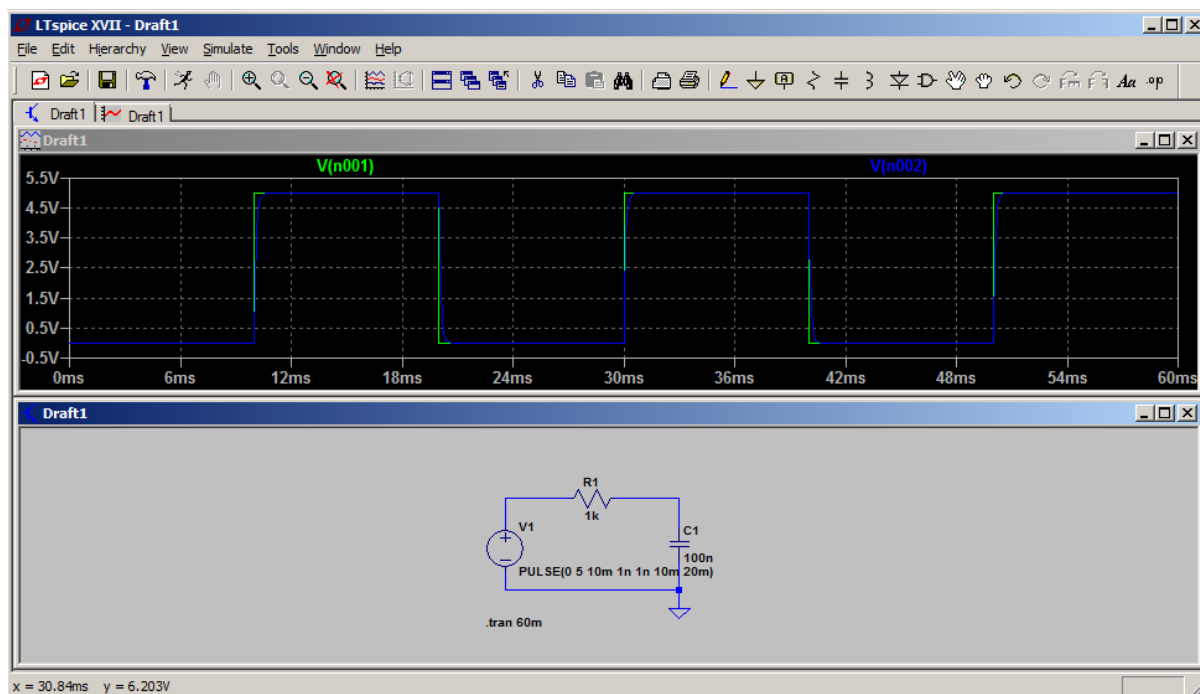 LTspice XVII - Draft1
File Edit Hierarchy View Simulate Tools Window Help
A Aa .op
Draft1 Draft1
Draft1
V(n001) V(n002)
5.5V
4.5V
3.5V
2.5V
1.5V
0.5V
-0.5V
0ms 6ms 12ms 18ms 24ms 30ms 36ms 42ms 48ms 54ms 60ms
Draft1
R1
1k
V1
C1
100n
PULSE(0 5 10m 1n 1n 10m 20m)
.tran 60m
x = 30.84ms y = 6.203V